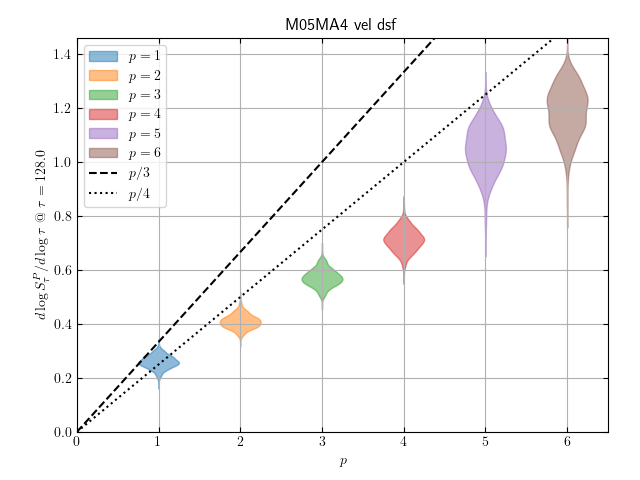 M05MA4 vel dsf
d log S_τ^p/d log τ @ τ = 128.0
1.4
1.2
1.0
0.8
0.6
0.4
0.2
0.0
p = 1
p = 2
p = 3
p = 4
p = 5
p = 6
p/3
p/4
0 1 2 3 4 5 6
p